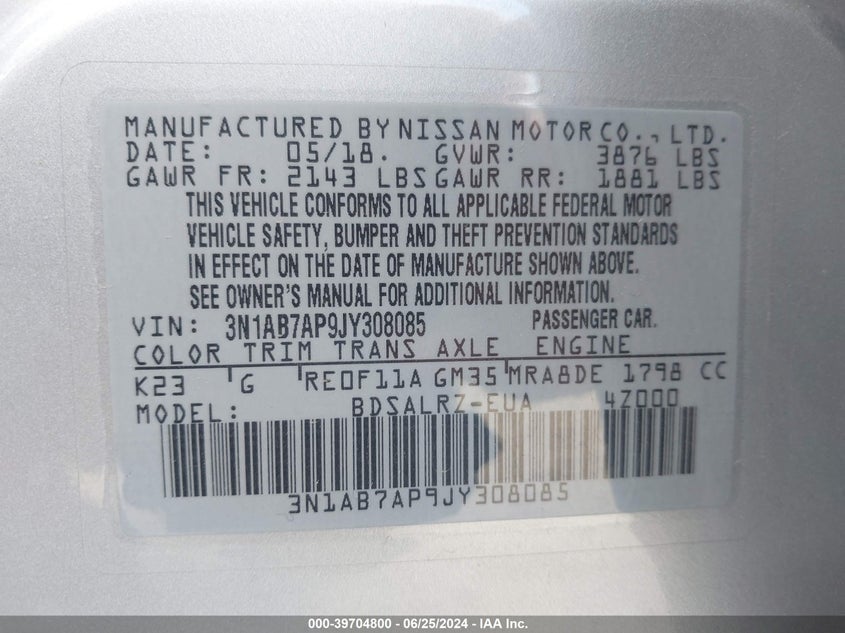 MANUFACTURED BY NISSAN MOTOR CO., LTD.
DATE: 05/18. GVWR: 3876 LBS
GAWR FR: 2143 LBS GAWR RR: 1881 LBS
THIS VEHICLE CONFORMS TO ALL APPLICABLE FEDERAL MOTOR
VEHICLE SAFETY, BUMPER AND THEFT PREVENTION STANDARDS
IN EFFECT ON THE DATE OF MANUFACTURE SHOWN ABOVE.
SEE OWNER'S MANUAL FOR ADDITIONAL INFORMATION.
VIN: 3N1AB7AP9JY308085 PASSENGER CAR.
COLOR TRIM TRANS AXLE ENGINE
K23 G RE0F11A GM35 MRA8DE 1798 CC
MODEL: BDSALRZ-EUA 4Z000
3N1AB7AP9JY308085
000-39704800 - 06/25/2024 - IAA Inc.